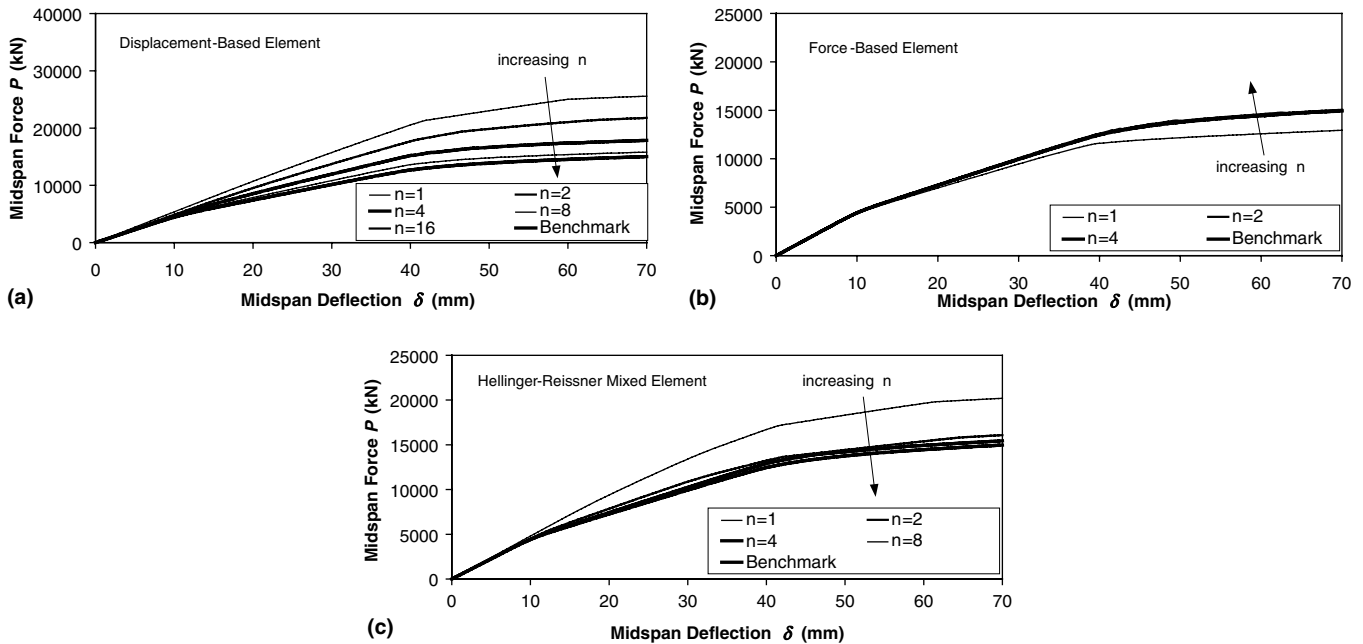 Displacement-Based Element
increasing n
Midspan Force P (kN)
40000
30000
20000
10000
0
n=1
n=2
n=4
n=8
n=16
Benchmark
0 10 20 30 40 50 60 70
Midspan Deflection δ (mm)
(a)
Force -Based Element
increasing n
Midspan Force P (kN)
25000
20000
15000
10000
5000
0
n=1
n=2
n=4
Benchmark
0 10 20 30 40 50 60 70
Midspan Deflection δ (mm)
(b)
Hellinger-Reissner Mixed Element
increasing n
Midspan Force P (kN)
25000
20000
15000
10000
5000
0
n=1
n=2
n=4
n=8
Benchmark
0 10 20 30 40 50 60 70
Midspan Deflection δ (mm)
(c)